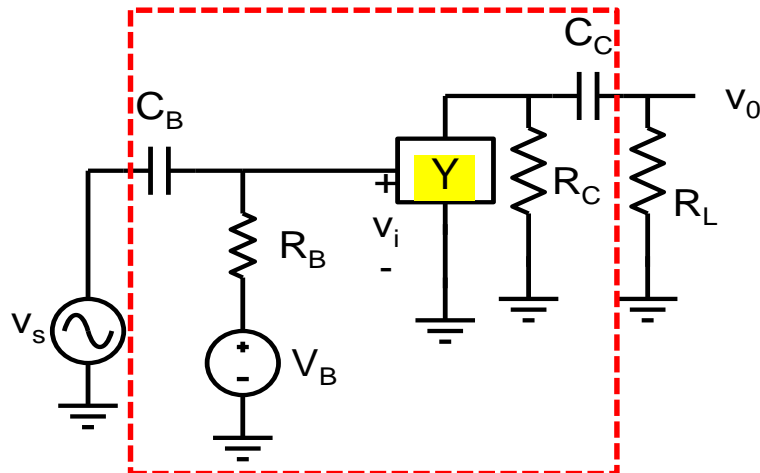 C_C
C_B
v_0
+ Y
R_C
R_L
v_i
R_B
-
v_s
+
V_B
-